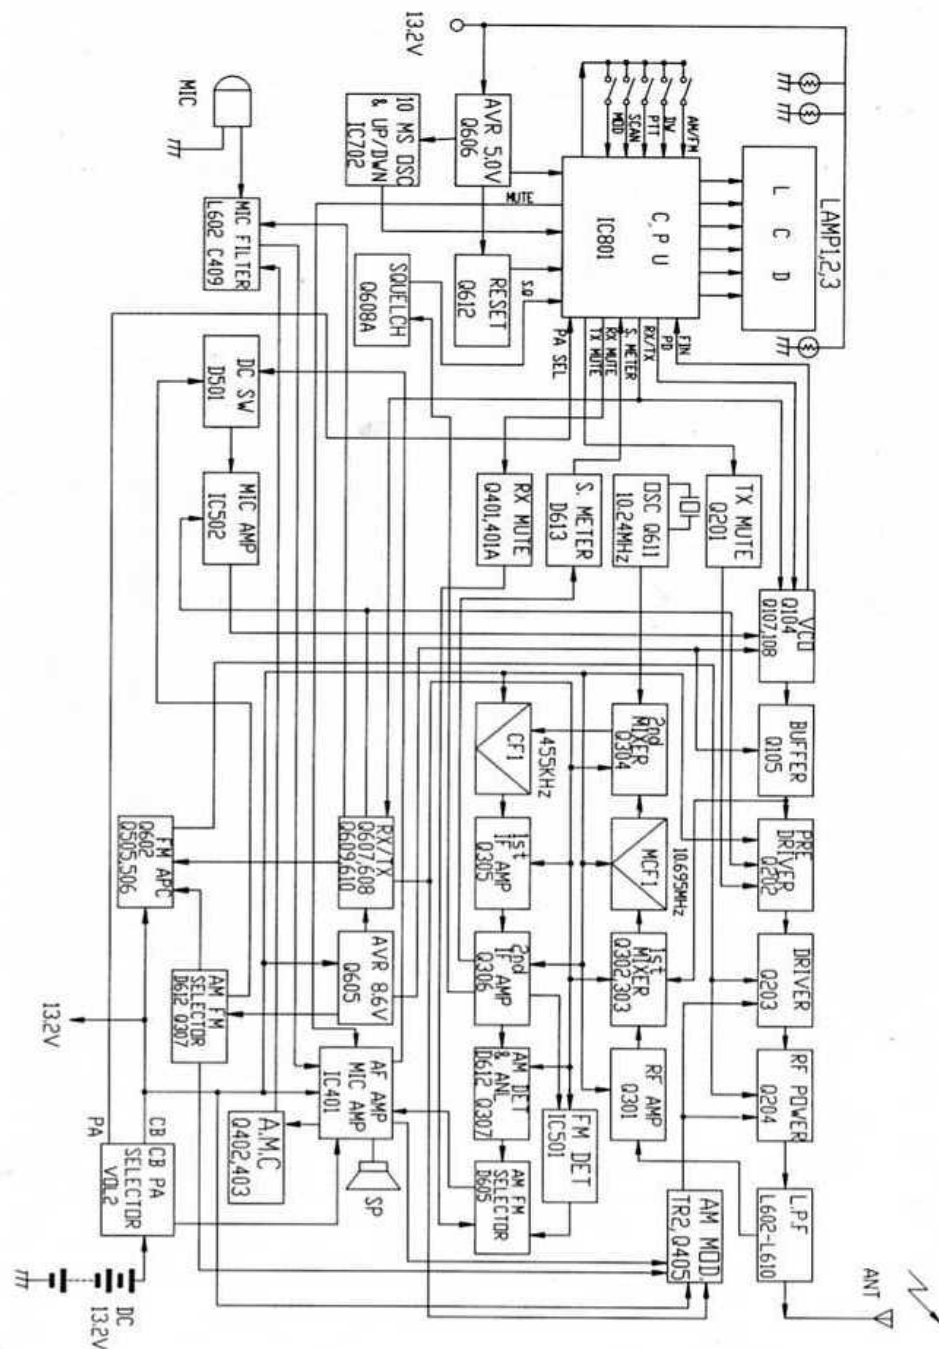 13.2V
MIC
10 MS OSC
& UP/DWN
IC702
AVR 5.0V
Q606
MOD
SCAN
PTT
DW
AM/FM
L C D
LAMP1,2,3
C.P.U
IC801
MUTE
MIC FILTER
L602 C409
SQUELCH
Q608A
RESET
Q612
SQ
PA SEL
TX MUTE
RX MUTE
S. METER
RX/TX
PD
FIN
DC SW
D501
MIC AMP
IC502
RX MUTE
Q401,401A
S. METER
D613
OSC Q611
10.24MHz
TX MUTE
Q201
VCO
Q104
Q107,108
BUFFER
Q105
PRE
DRIVER
Q202
DRIVER
Q203
RF POWER
Q204
L.P.F
L602-L610
ANT
2nd
MIXER
Q304
MCF1
10.695MHz
1st
MIXER
Q302,303
RF AMP
Q301
AM MOD.
TR2,Q405
CF1
455KHz
1st
IF AMP
Q305
2nd
IF AMP
Q306
AM DET
& ANL
D612 Q307
FM DET
IC501
AM FM
SELECTOR
D605
RX/TX
Q607,608
Q609,610
AVR 8.6V
Q605
AF AMP
MIC AMP
IC401
SP
FM APC
Q602
Q505,506
AM FM
SELECTOR
D612 Q307
A.M.C
Q402,403
13.2V
PA
CB
CB PA
SELECTOR
VOL2
DC
13.2V